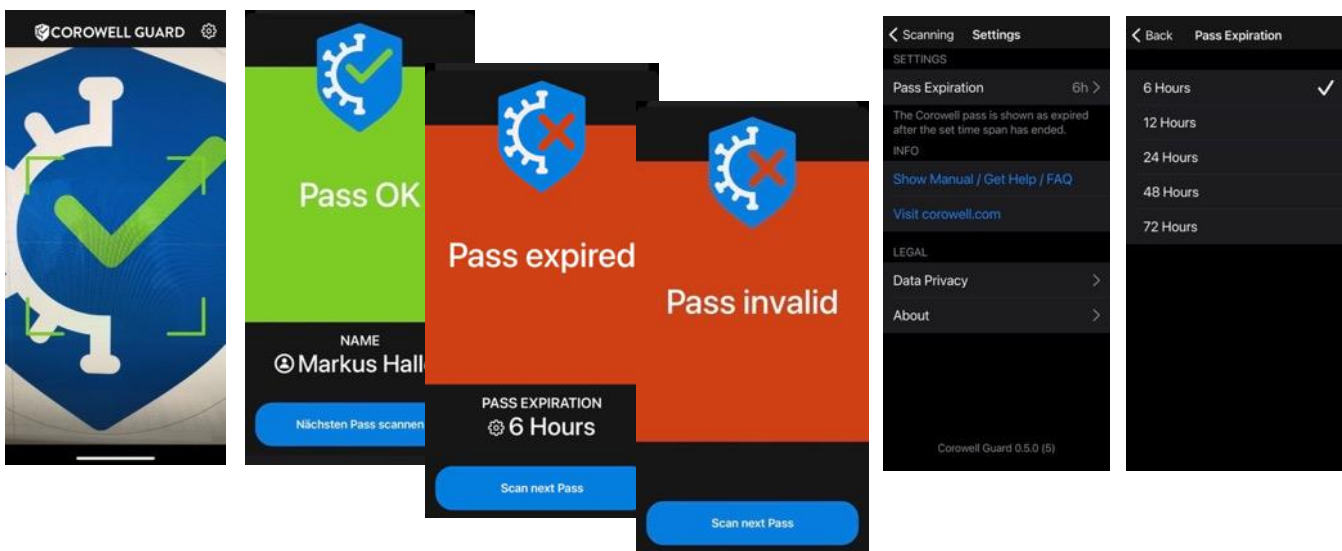 COROWELL GUARD
Pass OK
NAME
Markus Hall
Nächsten Pass scannen
Pass expired
PASS EXPIRATION
6 Hours
Scan next Pass
Pass invalid
Scan next Pass
Scanning Settings
SETTINGS
Pass Expiration 6h
The Corowell pass is shown as expired
after the set time span has ended.
INFO
Show Manual / Get Help / FAQ
Visit corowell.com
LEGAL
Data Privacy
About
Corowell Guard 0.5.0 (5)
Back Pass Expiration
6 Hours
12 Hours
24 Hours
48 Hours
72 Hours